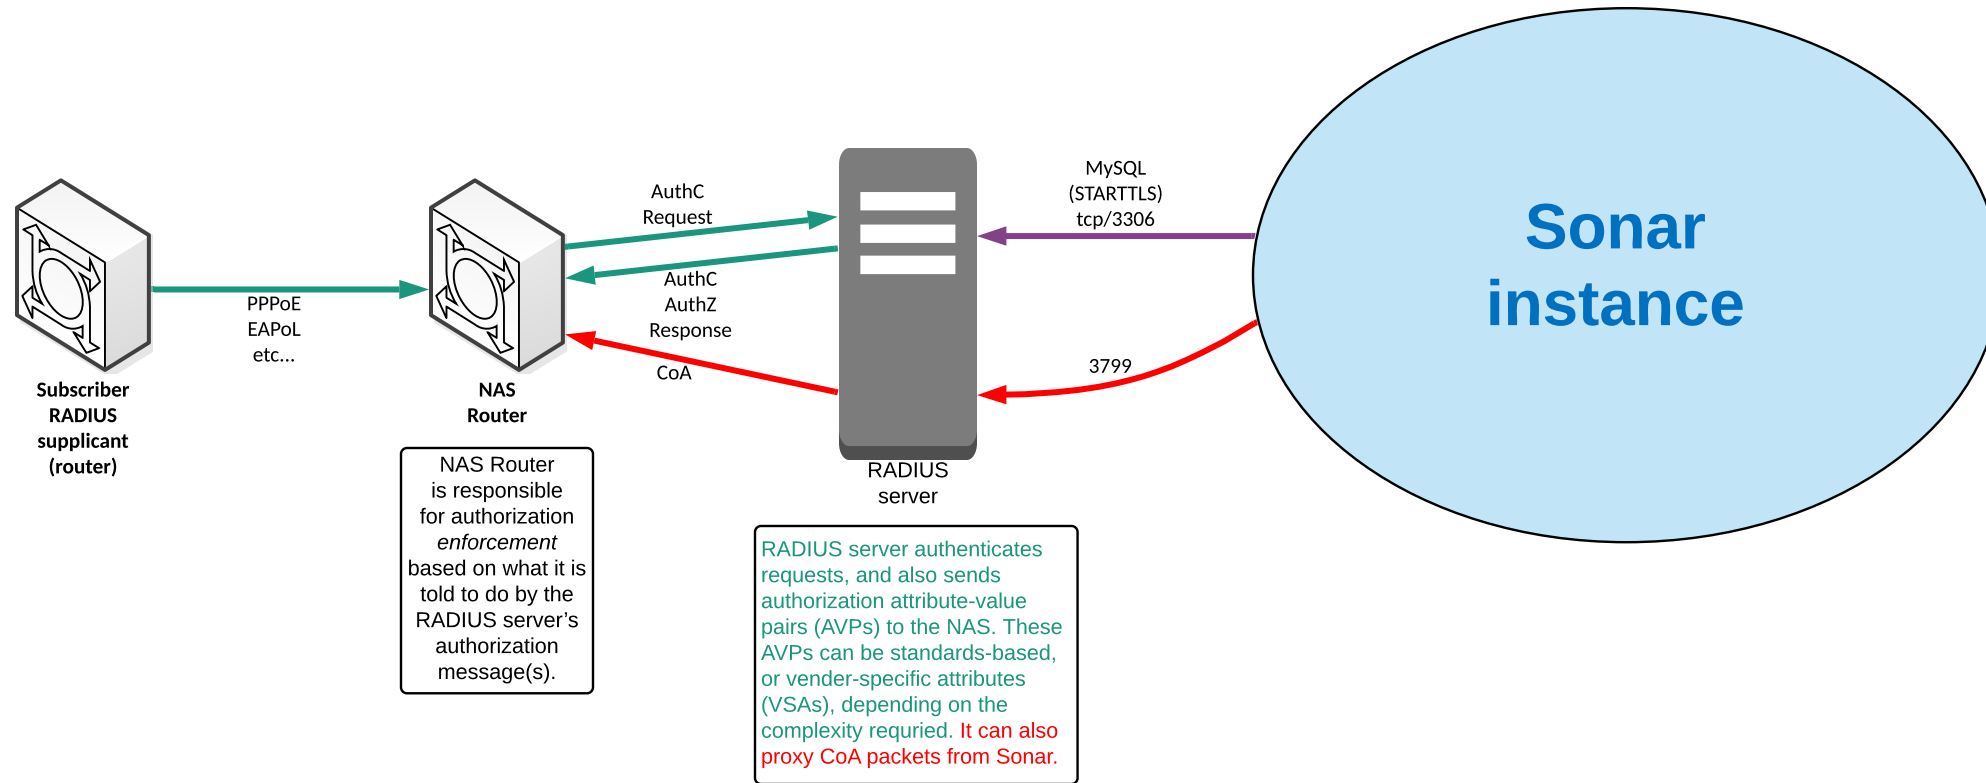 Subscriber
RADIUS
supplicant
(router)
PPPoE
EAPoL
etc...
NAS
Router
NAS Router
is responsible
for authorization
enforcement
based on what it is
told to do by the
RADIUS server’s
authorization
message(s).
AuthC
Request
AuthC
AuthZ
Response
CoA
RADIUS
server
RADIUS server authenticates
requests, and also sends
authorization attribute-value
pairs (AVPs) to the NAS. These
AVPs can be standards-based,
or vender-specific attributes
(VSAs), depending on the
complexity requried. It can also
proxy CoA packets from Sonar.
MySQL
(STARTTLS)
tcp/3306
3799
Sonar
instance